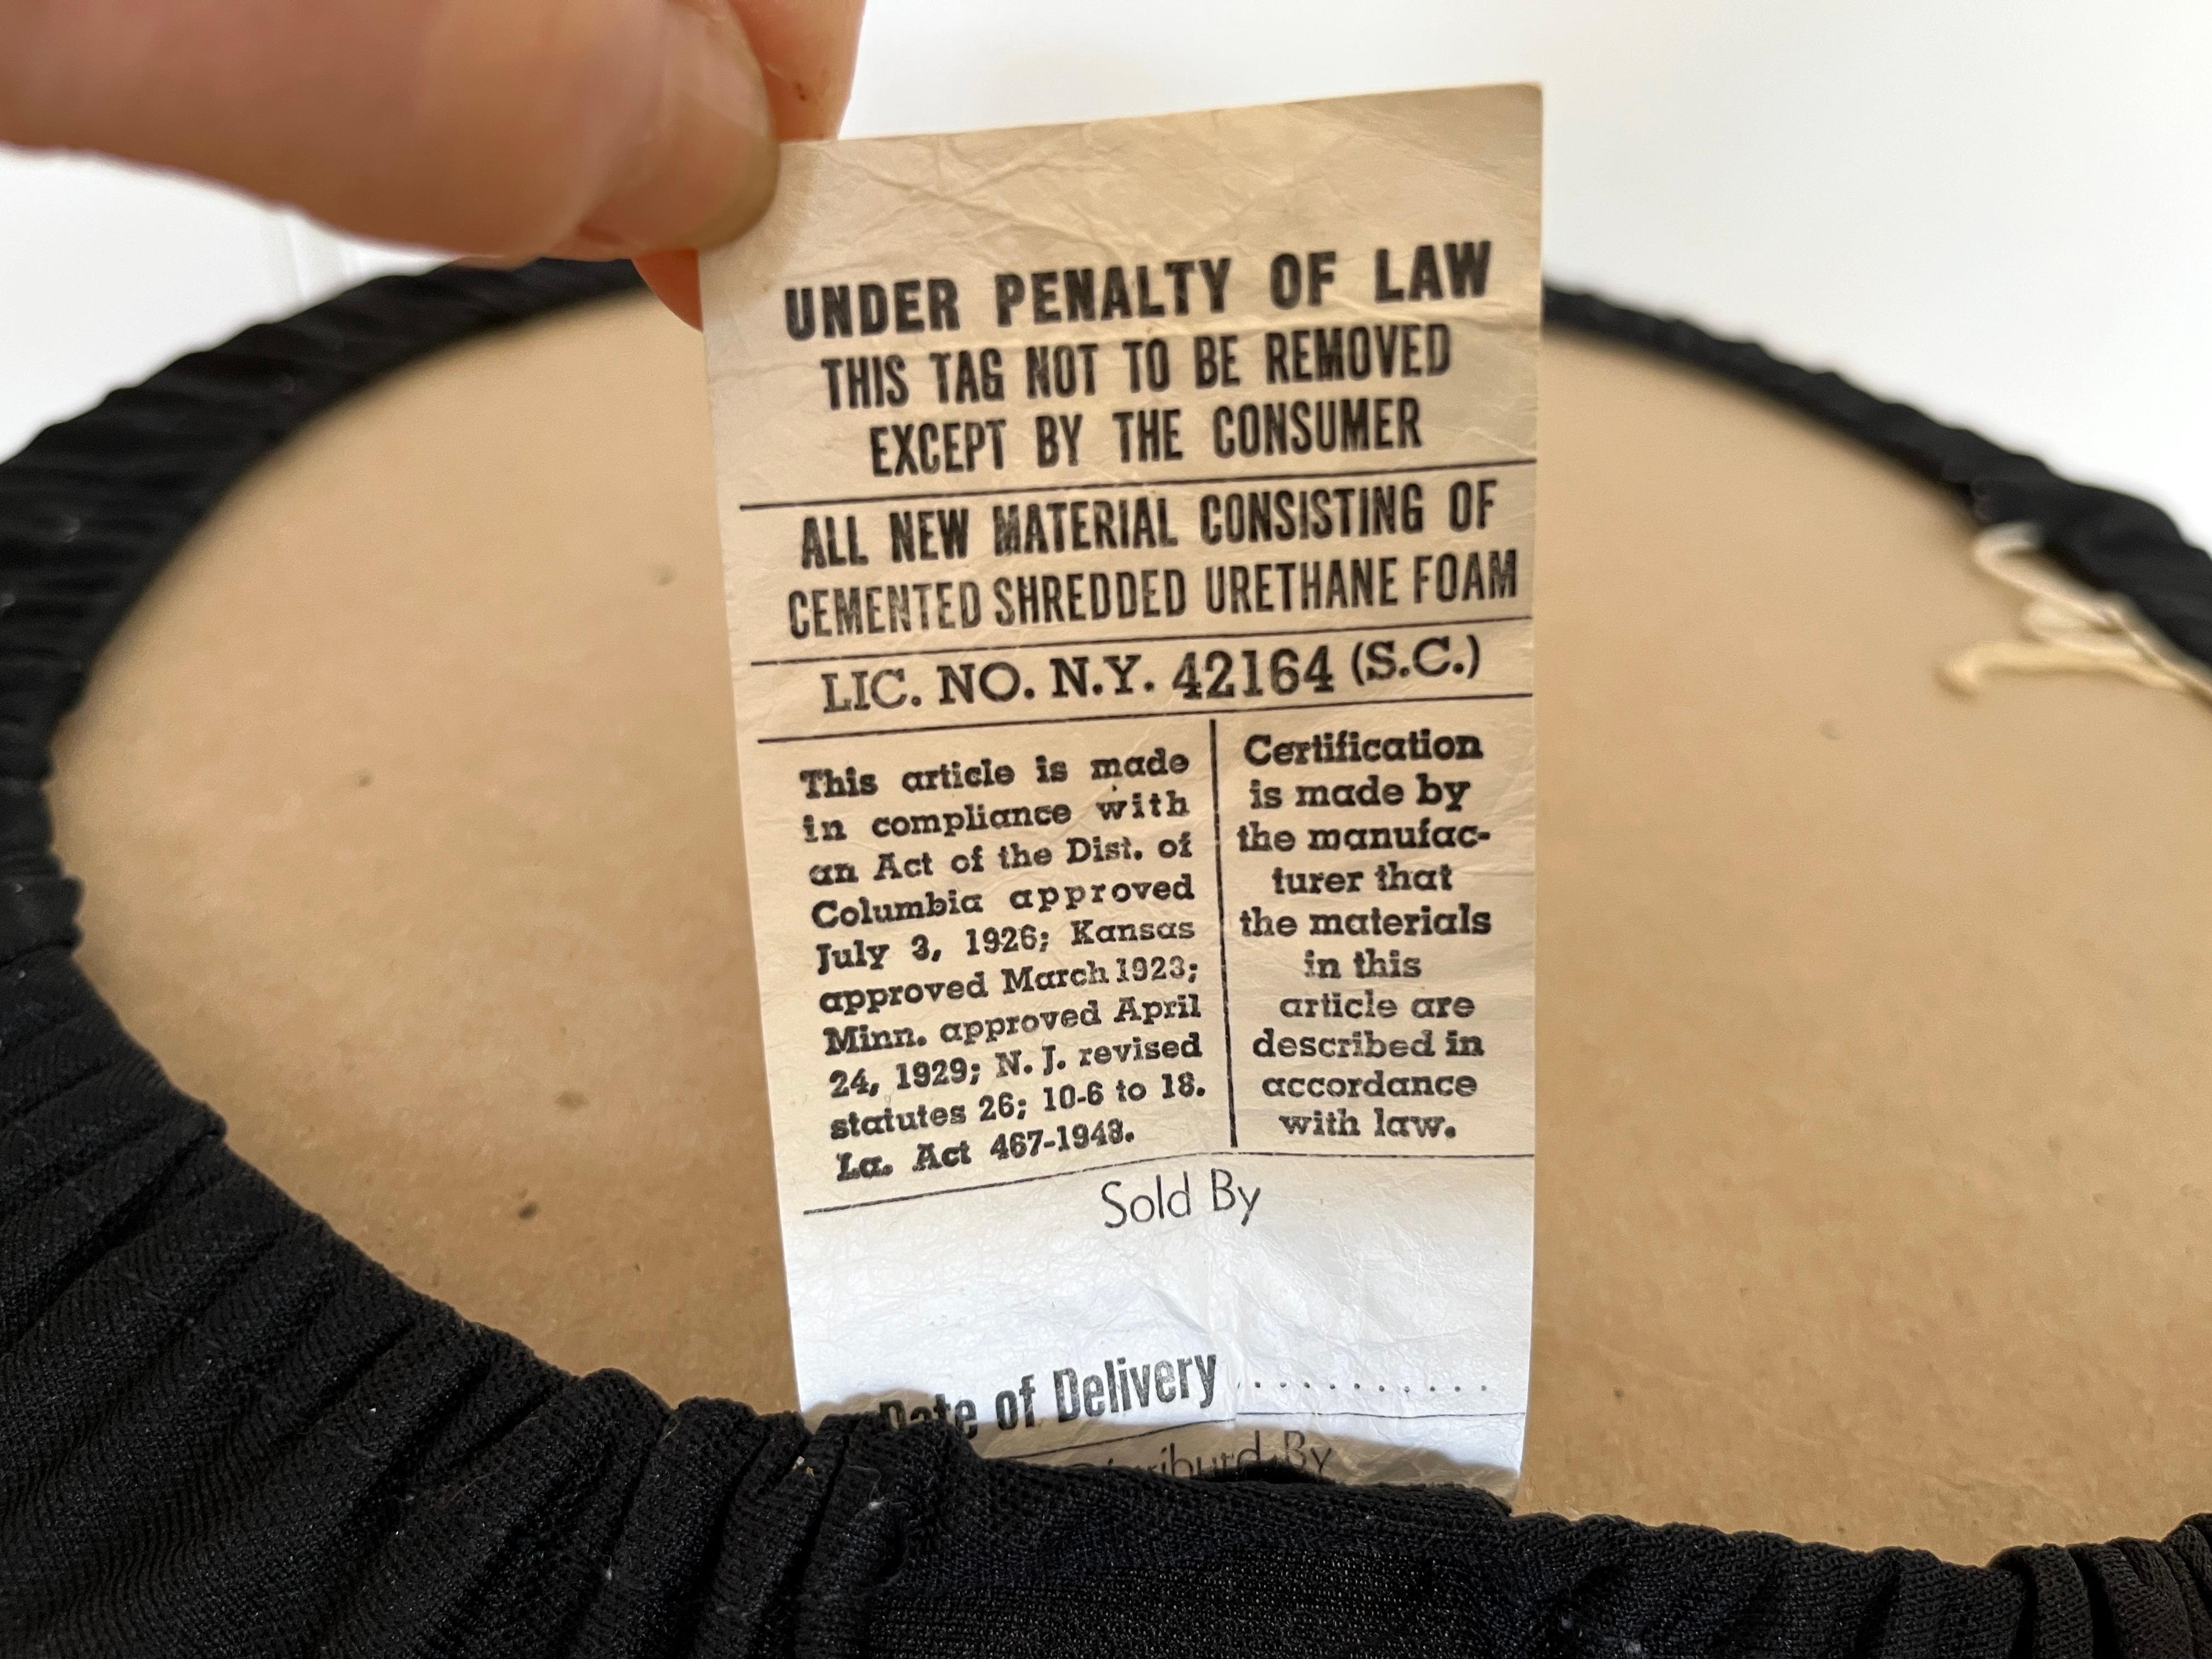 UNDER PENALTY OF LAW
THIS TAG NOT TO BE REMOVED
EXCEPT BY THE CONSUMER
ALL NEW MATERIAL CONSISTING OF
CEMENTED SHREDDED URETHANE FOAM
LIC. NO. N.Y. 42164 (S.C.)
This article is made
in compliance with
an Act of the Dist. of
Columbia approved
July 3, 1926; Kansas
approved March 1923;
Minn. approved April
24, 1929; N. J. revised
statutes 26; 10-6 to 18.
La. Act 467-1948.
Certification
is made by
the manufac-
turer that
the materials
in this
article are
described in
accordance
with law.
Sold By
Date of Delivery ...........
By